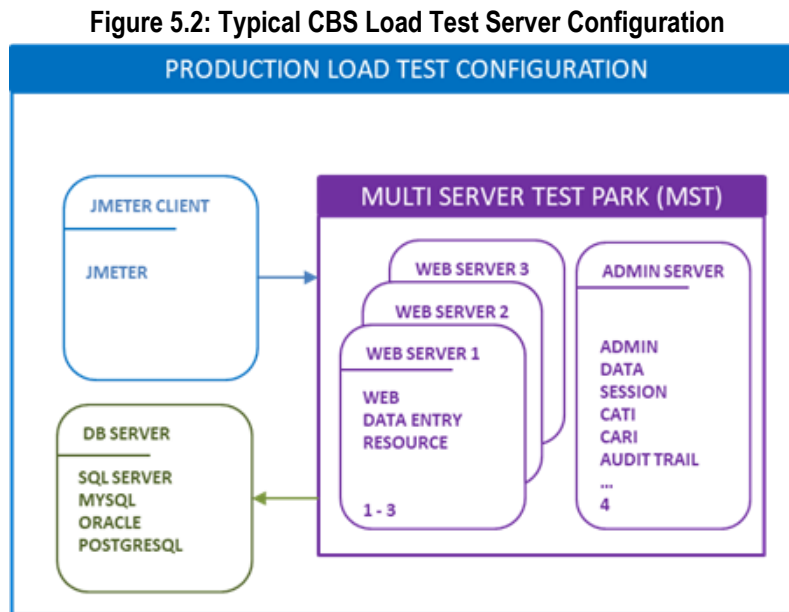 Figure 5.2: Typical CBS Load Test Server Configuration
PRODUCTION LOAD TEST CONFIGURATION
JMETER CLIENT
JMETER
MULTI SERVER TEST PARK (MST)
WEB SERVER 3
WEB SERVER 2
WEB SERVER 1
WEB
DATA ENTRY
RESOURCE
1 - 3
ADMIN SERVER
ADMIN
DATA
SESSION
CATI
CARI
AUDIT TRAIL
...
4
DB SERVER
SQL SERVER
MYSQL
ORACLE
POSTGRESQL